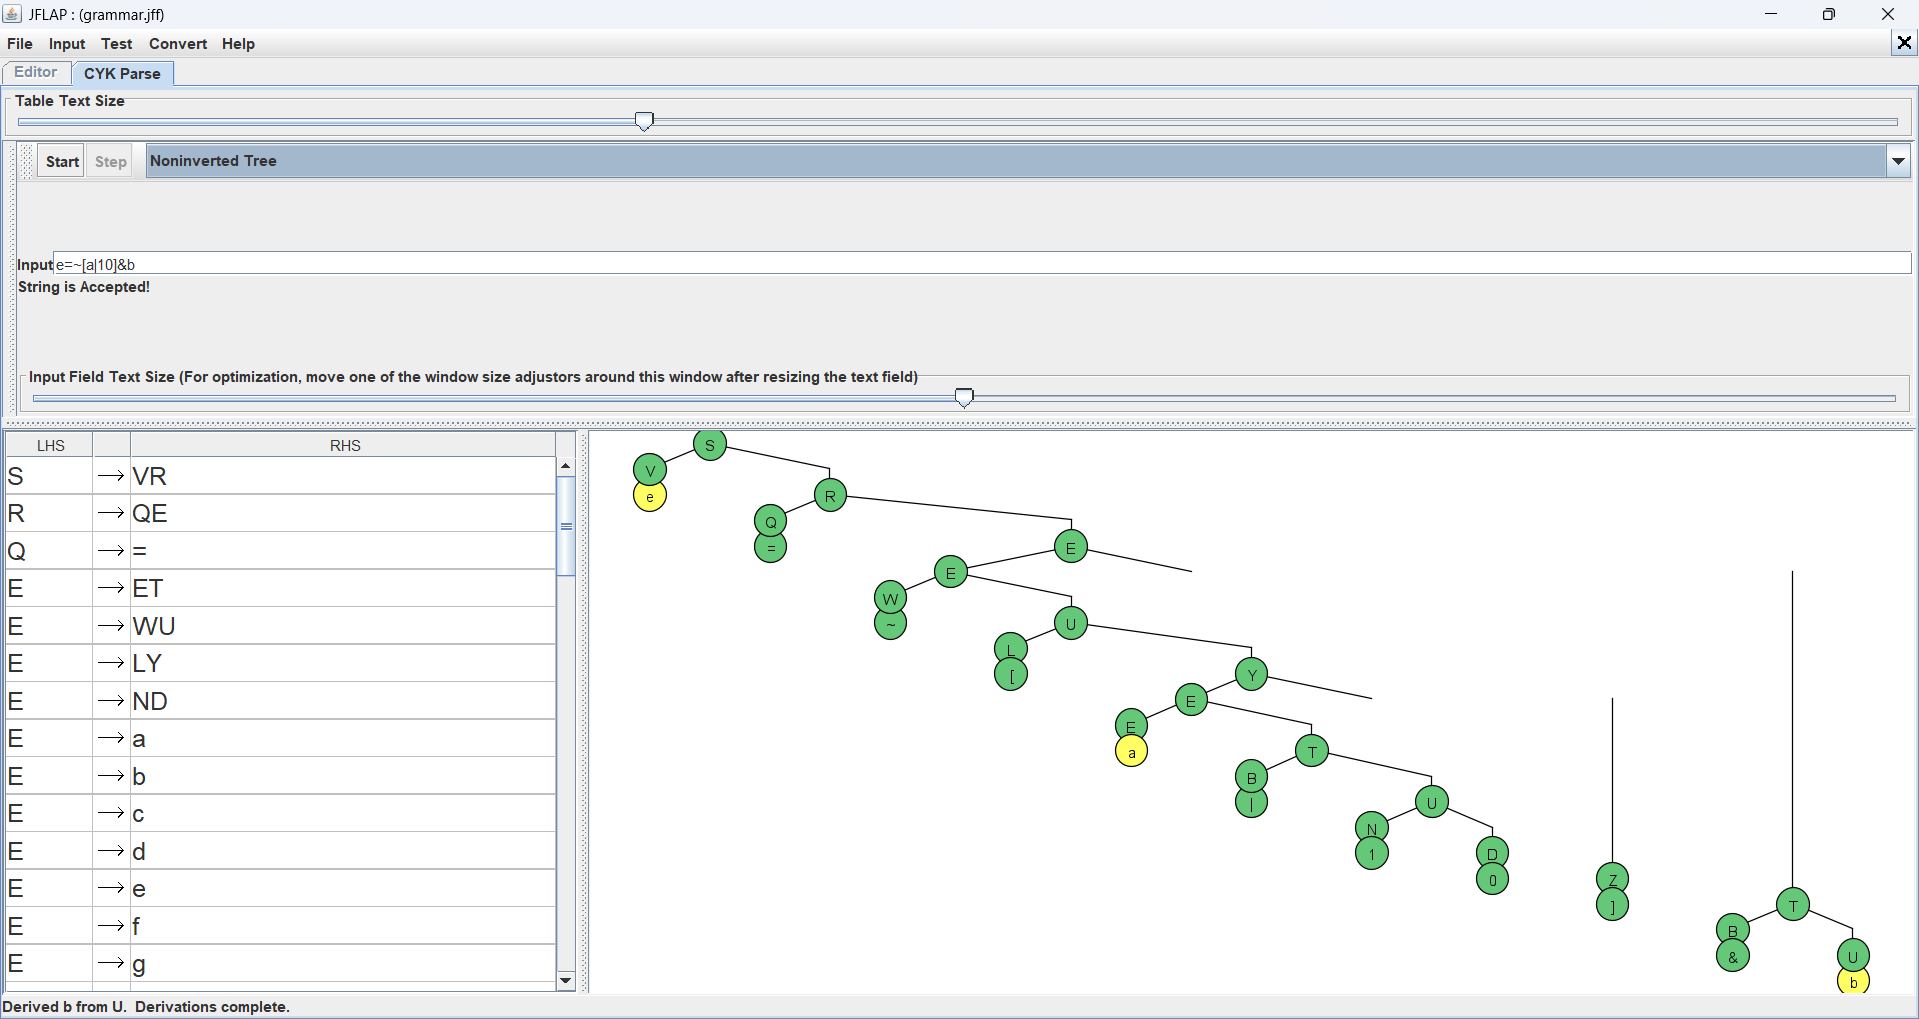 JFLAP : (grammar.jff)
File Input Test Convert Help
Editor CYK Parse
Table Text Size
Start Step Noninverted Tree
Input e=~[a|10]&b
String is Accepted!
Input Field Text Size (For optimization, move one of the window size adjustors around this window after resizing the text field)
LHS RHS
S → VR
R → QE
Q → =
E → ET
E → WU
E → LY
E → ND
E → a
E → b
E → c
E → d
E → e
E → f
E → g
S
V
e
R
Q
=
E
E
W
~
U
L
[
Y
E
E
a
T
B
|
U
N
1
D
0
Z
]
T
B
&
U
b
Derived b from U. Derivations complete.